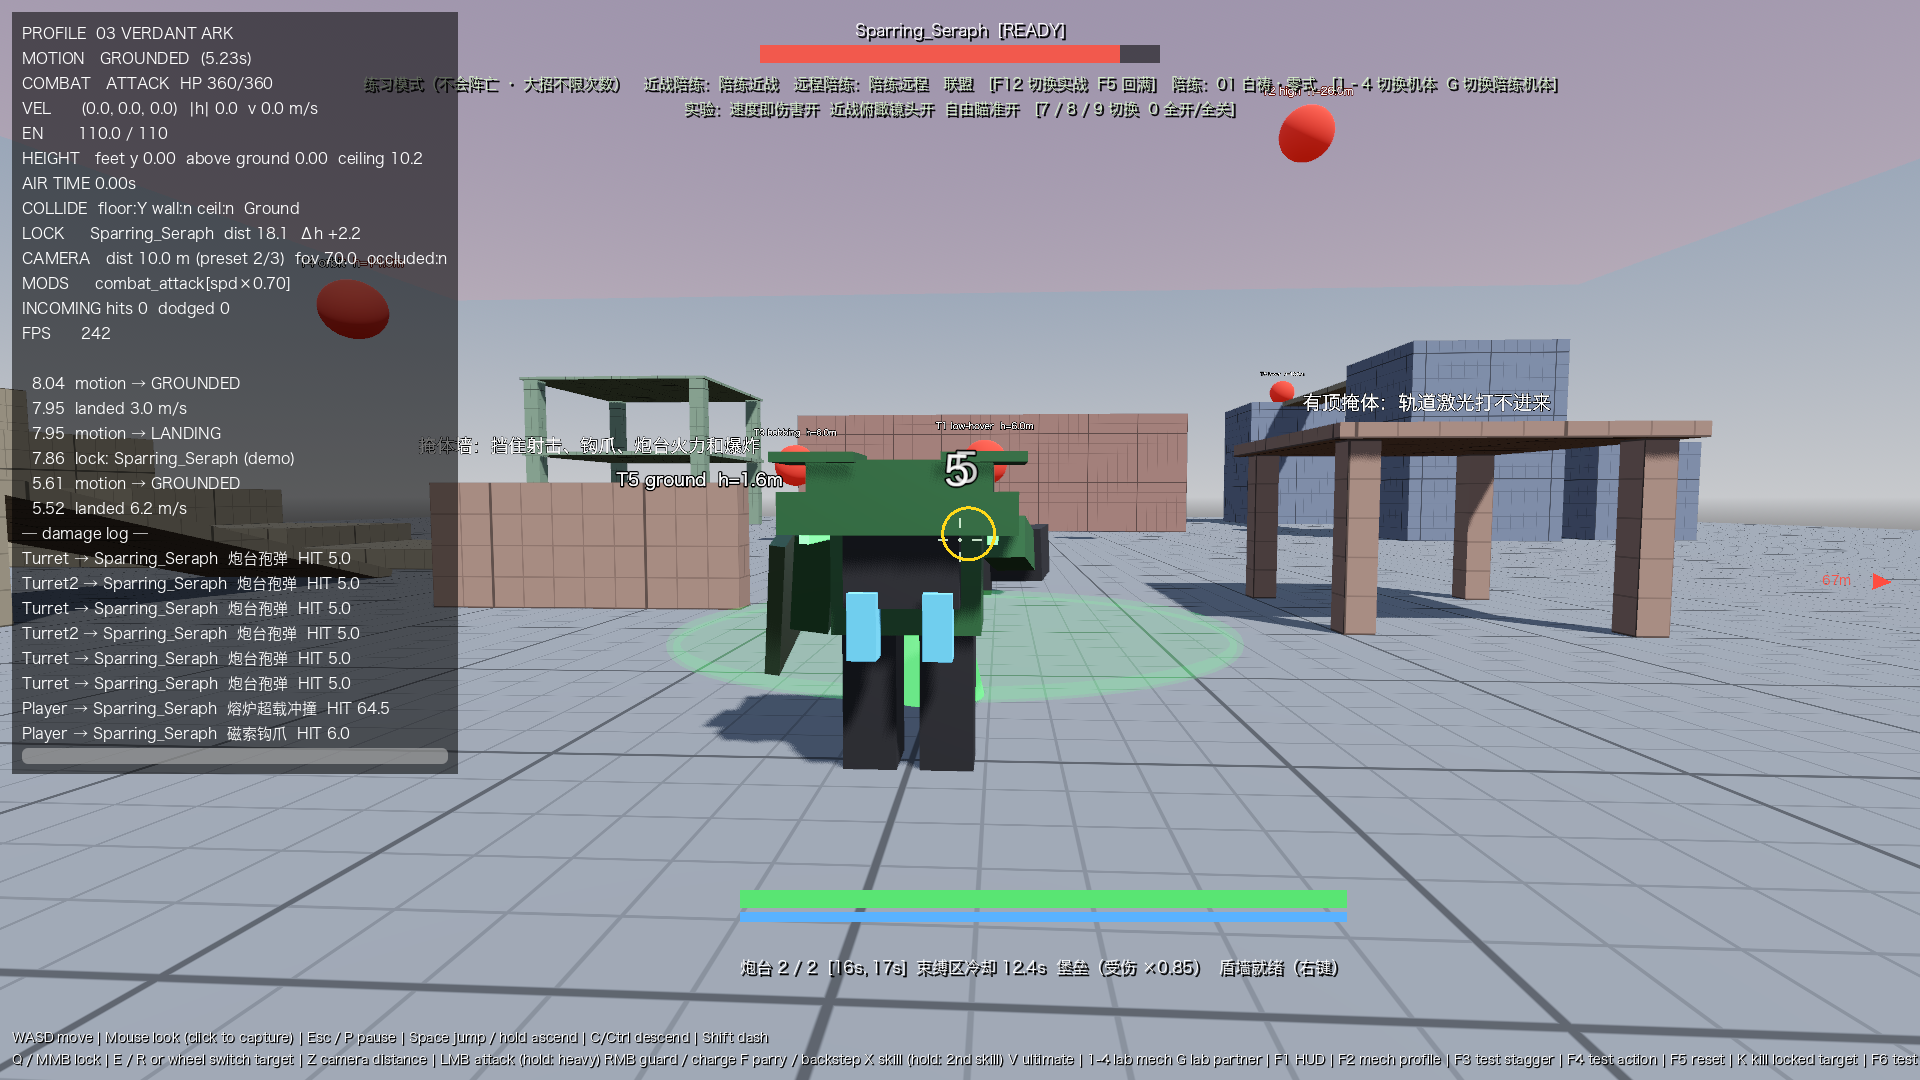 PROFILE 03 VERDANT ARK
MOTION GROUNDED (5.23s)
COMBAT ATTACK HP 360/360
VEL (0.0, 0.0, 0.0) |h| 0.0 v 0.0 m/s
EN 110.0 / 110
HEIGHT feet y 0.00 above ground 0.00 ceiling 10.2
AIR TIME 0.00s
COLLIDE floor:Y wall:n ceil:n Ground
LOCK Sparring_Seraph dist 18.1 Δh +2.2
CAMERA dist 10.0 m (preset 2/3) fov 70.0 occluded:n
MODS combat_attack[spd×0.70]
INCOMING hits 0 dodged 0
FPS 242
8.04 motion → GROUNDED
7.95 landed 3.0 m/s
7.95 motion → LANDING
7.86 lock: Sparring_Seraph (demo)
5.61 motion → GROUNDED
5.52 landed 6.2 m/s
— damage log —
Turret → Sparring_Seraph 炮台孢弹 HIT 5.0
Turret2 → Sparring_Seraph 炮台孢弹 HIT 5.0
Turret → Sparring_Seraph 炮台孢弹 HIT 5.0
Turret2 → Sparring_Seraph 炮台孢弹 HIT 5.0
Turret → Sparring_Seraph 炮台孢弹 HIT 5.0
Turret → Sparring_Seraph 炮台孢弹 HIT 5.0
Player → Sparring_Seraph 熔炉超载冲撞 HIT 64.5
Player → Sparring_Seraph 磁索钩爪 HIT 6.0
Sparring_Seraph [READY]
练习模式（不会阵亡 · 大招不限次数） 近战陪练：陪练近战 远程陪练：陪练远程 联盟 [F12 切换实战 F5 回满] 陪练：01 白 · 零式 [1 - 4 切换机体 G 切换陪练机体]
实验：速度即伤害开 近战俯瞰镜头开 自由瞄准开 [7 / 8 / 9 切换 0 全开/全关]
T2 high
有顶掩体：轨道激光打不进来
掩体墙：挡住射击、钩爪、炮台火力和爆炸
h=6.0m
T1 low-hover h=6.0m
T5 ground h=1.6m
5
67m
炮台 2 / 2 [16s, 17s] 束缚区冷却 12.4s 堡垒（受伤 ×0.85） 盾墙就绪（右键）
WASD move | Mouse look (click to capture) | Esc / P pause | Space jump / hold ascend | C/Ctrl descend | Shift dash
Q / MMB lock | E / R or wheel switch target | Z camera distance | LMB attack (hold: heavy) RMB guard / charge F parry / backstep X skill (hold: 2nd skill) V ultimate | 1-4 lab mech G lab partner | F1 HUD | F2 mech profile | F3 test stagger | F4 test action | F5 reset | K kill locked target | F6 test